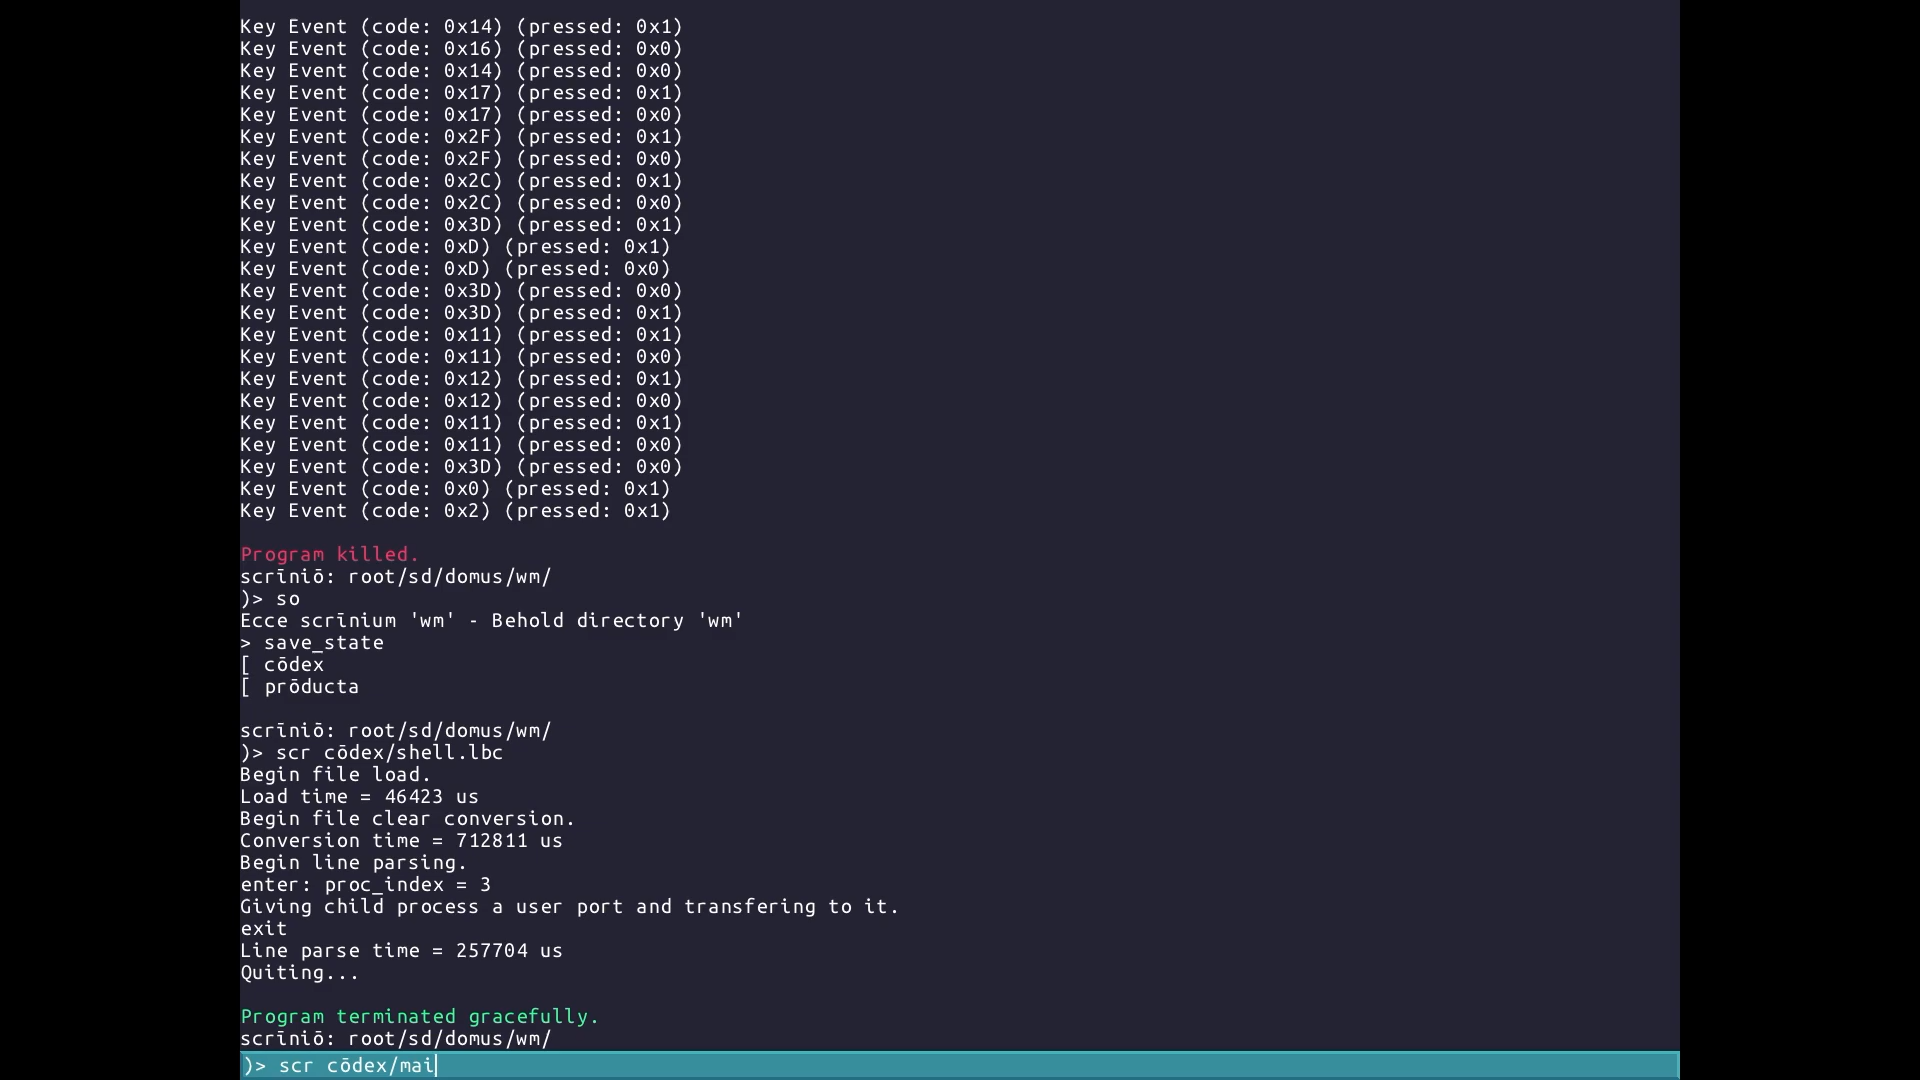 Key Event (code: 0x14) (pressed: 0x1)
Key Event (code: 0x16) (pressed: 0x0)
Key Event (code: 0x14) (pressed: 0x0)
Key Event (code: 0x17) (pressed: 0x1)
Key Event (code: 0x17) (pressed: 0x0)
Key Event (code: 0x2F) (pressed: 0x1)
Key Event (code: 0x2F) (pressed: 0x0)
Key Event (code: 0x2C) (pressed: 0x1)
Key Event (code: 0x2C) (pressed: 0x0)
Key Event (code: 0x3D) (pressed: 0x1)
Key Event (code: 0xD) (pressed: 0x1)
Key Event (code: 0xD) (pressed: 0x0)
Key Event (code: 0x3D) (pressed: 0x0)
Key Event (code: 0x3D) (pressed: 0x1)
Key Event (code: 0x11) (pressed: 0x1)
Key Event (code: 0x11) (pressed: 0x0)
Key Event (code: 0x12) (pressed: 0x1)
Key Event (code: 0x12) (pressed: 0x0)
Key Event (code: 0x11) (pressed: 0x1)
Key Event (code: 0x11) (pressed: 0x0)
Key Event (code: 0x3D) (pressed: 0x0)
Key Event (code: 0x0) (pressed: 0x1)
Key Event (code: 0x2) (pressed: 0x1)
Program killed.
scrīniō: root/sd/domus/wm/
)> so
Ecce scrīnium 'wm' - Behold directory 'wm'
> save_state
[ cōdex
[ prōducta
scrīniō: root/sd/domus/wm/
)> scr cōdex/shell.lbc
Begin file load.
Load time = 46423 us
Begin file clear conversion.
Conversion time = 712811 us
Begin line parsing.
enter: proc_index = 3
Giving child process a user port and transfering to it.
exit
Line parse time = 257704 us
Quiting...
Program terminated gracefully.
scrīniō: root/sd/domus/wm/
)> scr cōdex/mai